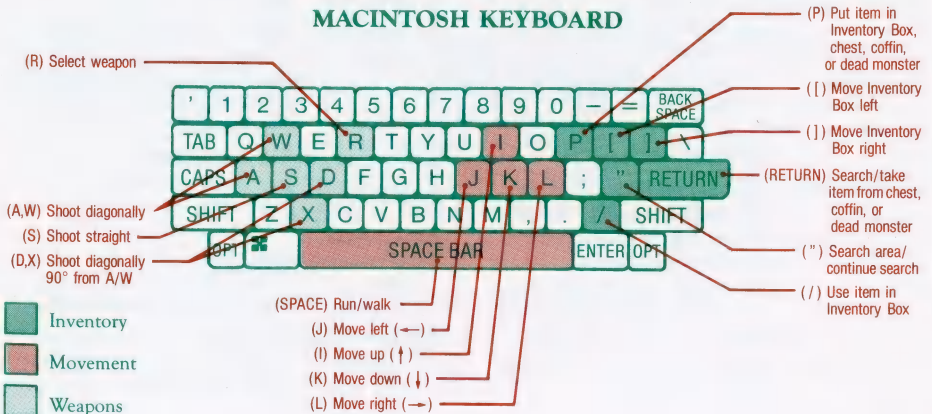 MACINTOSH KEYBOARD
(R) Select weapon
(P) Put item in
Inventory Box,
chest, coffin,
or dead monster
([) Move Inventory
Box left
(]) Move Inventory
Box right
(RETURN) Search/take
item from chest,
coffin, or
dead monster
(") Search area/
continue search
(/) Use item in
Inventory Box
' 1 2 3 4 5 6 7 8 9 0 – = BACK
SPACE
TAB Q W E R T Y U I O P [ ] \
CAPS A S D F G H J K L ; " RETURN
SHIFT Z X C V B N M , . / SHIFT
OPT SPACE BAR ENTER OPT
(A,W) Shoot diagonally
(S) Shoot straight
(D,X) Shoot diagonally
90° from A/W
(SPACE) Run/walk
(J) Move left (←)
(I) Move up (↑)
(K) Move down (↓)
(L) Move right (→)
Inventory
Movement
Weapons